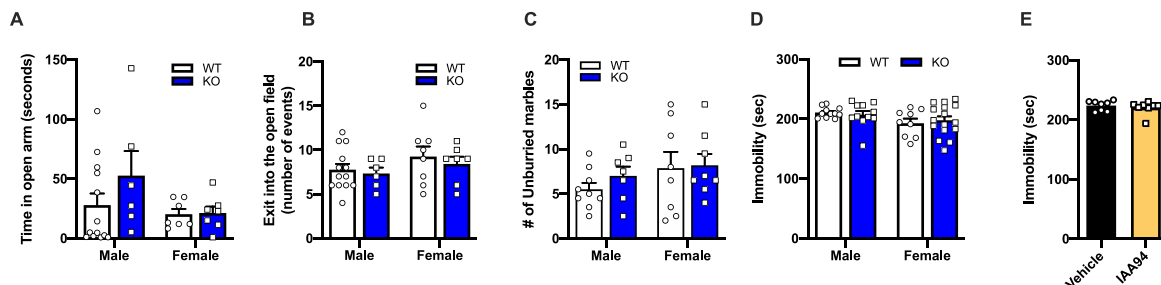 A
Time in open arm (seconds)
150
100
50
0
WT
KO
Male
Female
B
Exit into the open field
(number of events)
20
15
10
5
0
WT
KO
Male
Female
C
# of Unburried marbles
20
15
10
5
0
WT
KO
Male
Female
D
Immobility (sec)
300
200
100
0
WT
KO
Male
Female
E
Immobility (sec)
300
200
100
0
Vehicle
IAA94